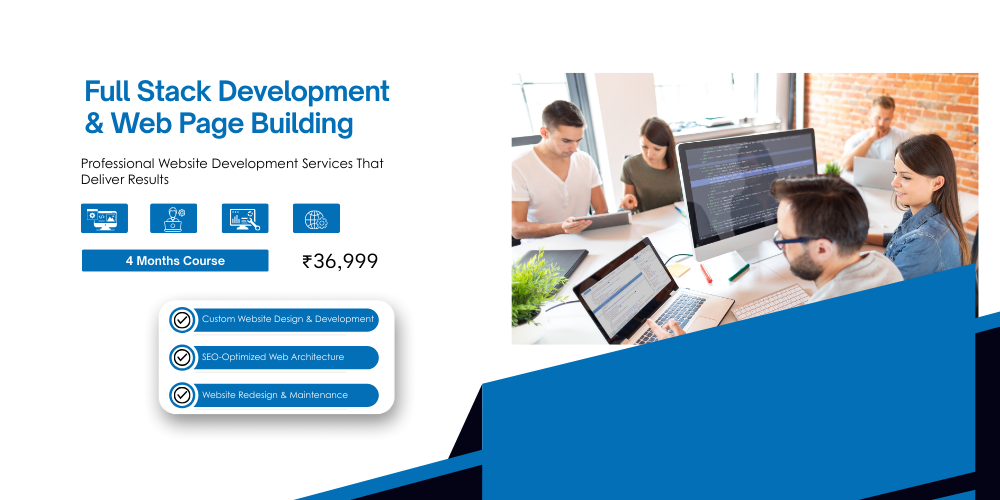 Full Stack Development
& Web Page Building
Professional Website Development Services That
Deliver Results
4 Months Course
₹36,999
Custom Website Design & Development
SEO-Optimized Web Architecture
Website Redesign & Maintenance